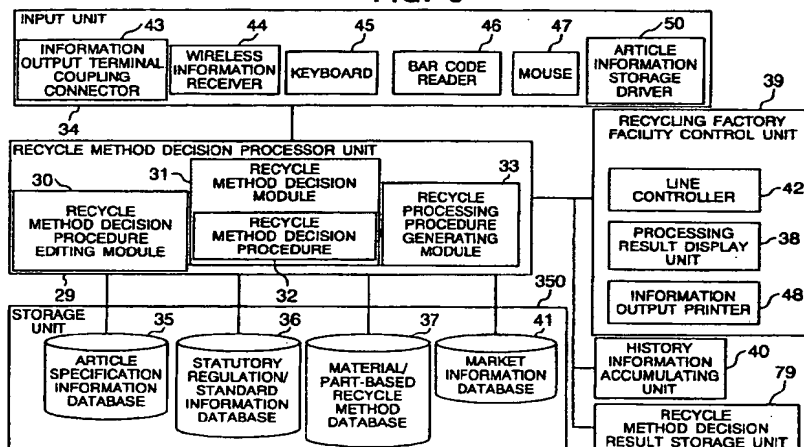 INPUT UNIT
43
INFORMATION
OUTPUT TERMINAL
COUPLING
CONNECTOR
44
WIRELESS
INFORMATION
RECEIVER
45
KEYBOARD
46
BAR CODE
READER
47
MOUSE
50
ARTICLE
INFORMATION
STORAGE
DRIVER
34
RECYCLE METHOD DECISION PROCESSOR UNIT
30
RECYCLE
METHOD DECISION
PROCEDURE
EDITING MODULE
31
RECYCLE
METHOD DECISION
MODULE
RECYCLE
METHOD DECISION
PROCEDURE
32
33
RECYCLE
PROCESSING
PROCEDURE
GENERATING
MODULE
29
39
RECYCLING FACTORY
FACILITY CONTROL UNIT
LINE
CONTROLLER
42
PROCESSING
RESULT DISPLAY
UNIT
38
INFORMATION
OUTPUT PRINTER
48
350
STORAGE
UNIT
35
ARTICLE
SPECIFICATION
INFORMATION
DATABASE
36
STATUTORY
REGULATION/
STANDARD
INFORMATION
DATABASE
37
MATERIAL/
PART-BASED
RECYCLE
METHOD DATABASE
41
MARKET
INFORMATION
DATABASE
HISTORY
INFORMATION
ACCUMULATING
UNIT
40
79
RECYCLE
METHOD DECISION
RESULT STORAGE UNIT